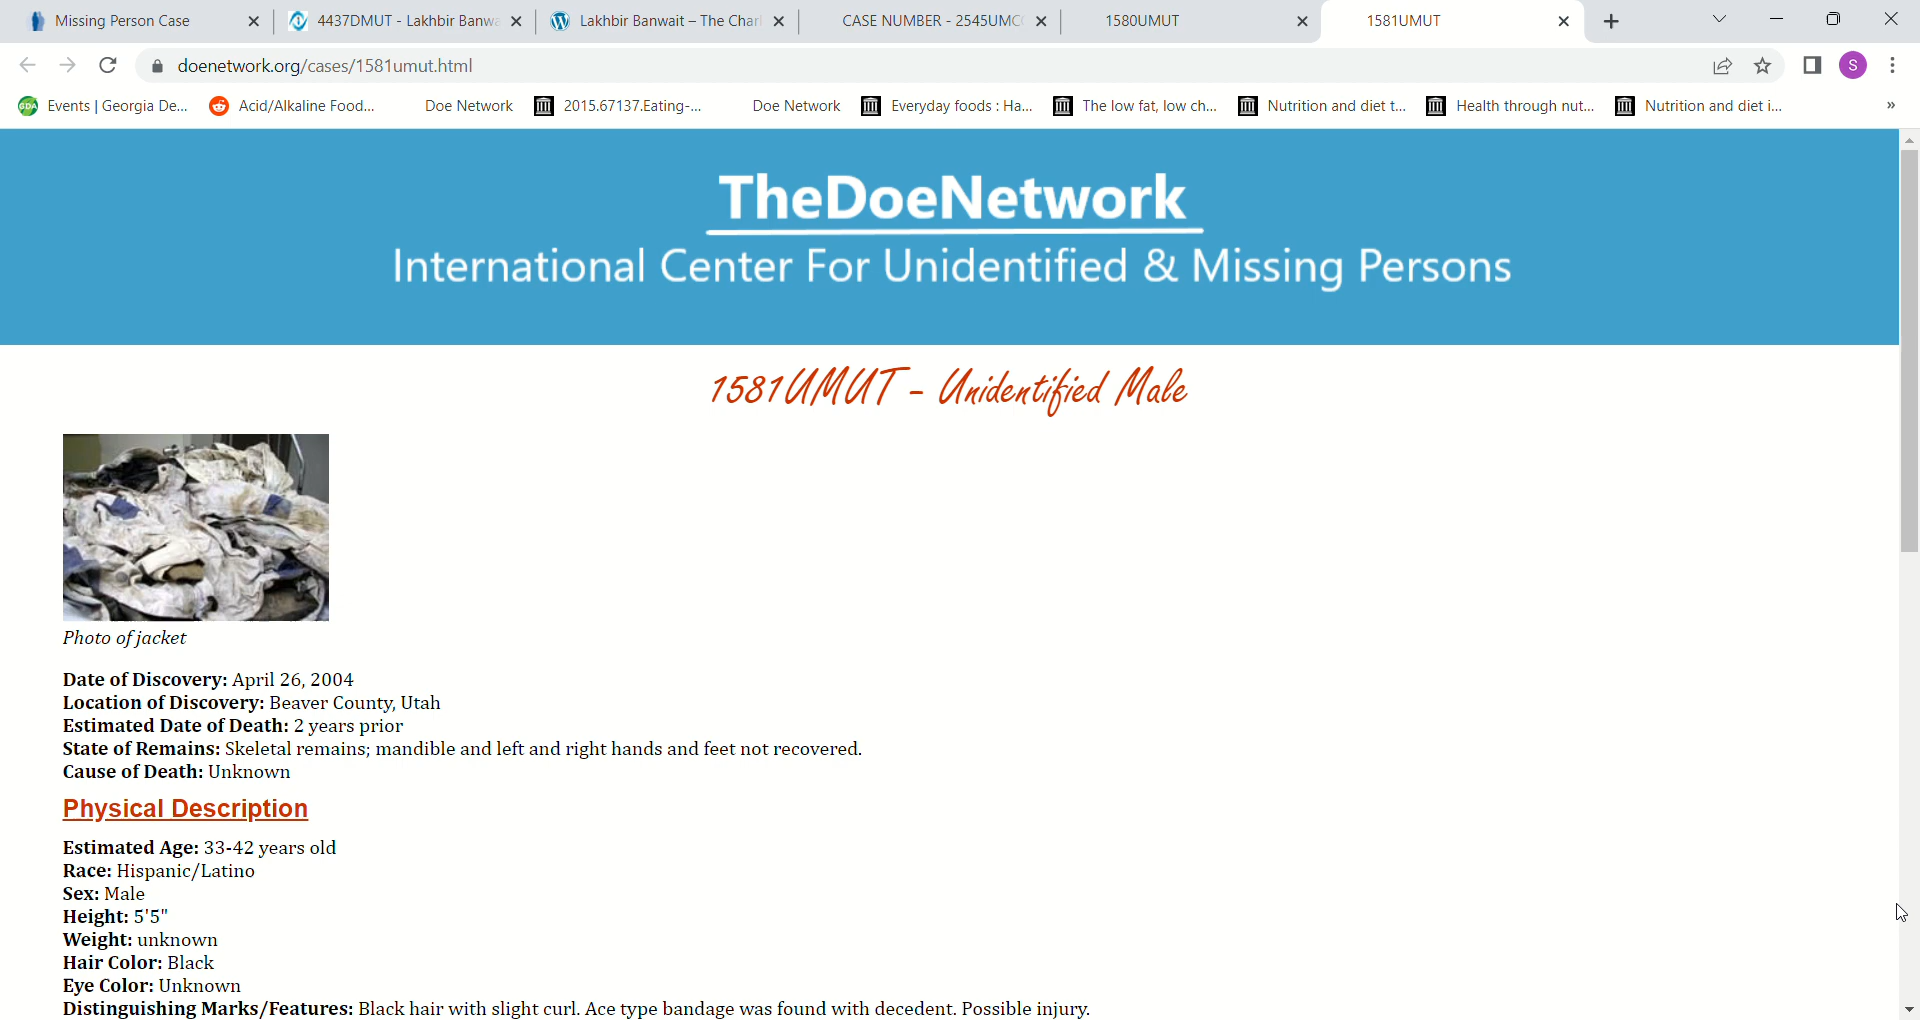 Missing Person Case
4437DMUT - Lakhbir Banwa
Lakhbir Banwait – The Charl
CASE NUMBER - 2545UMC
1580UMUT
1581UMUT
doenetwork.org/cases/1581umut.html
S
GDA
Events | Georgia De...
Acid/Alkaline Food...
Doe Network
2015.67137.Eating-...
Doe Network
Everyday foods : Ha...
The low fat, low ch...
Nutrition and diet t...
Health through nut...
Nutrition and diet i...
»
TheDoeNetwork
International Center For Unidentified & Missing Persons
1581UMUT - Unidentified Male
Photo of jacket
Date of Discovery: April 26, 2004
Location of Discovery: Beaver County, Utah
Estimated Date of Death: 2 years prior
State of Remains: Skeletal remains; mandible and left and right hands and feet not recovered.
Cause of Death: Unknown
Physical Description
Estimated Age: 33-42 years old
Race: Hispanic/Latino
Sex: Male
Height: 5'5"
Weight: unknown
Hair Color: Black
Eye Color: Unknown
Distinguishing Marks/Features: Black hair with slight curl. Ace type bandage was found with decedent. Possible injury.